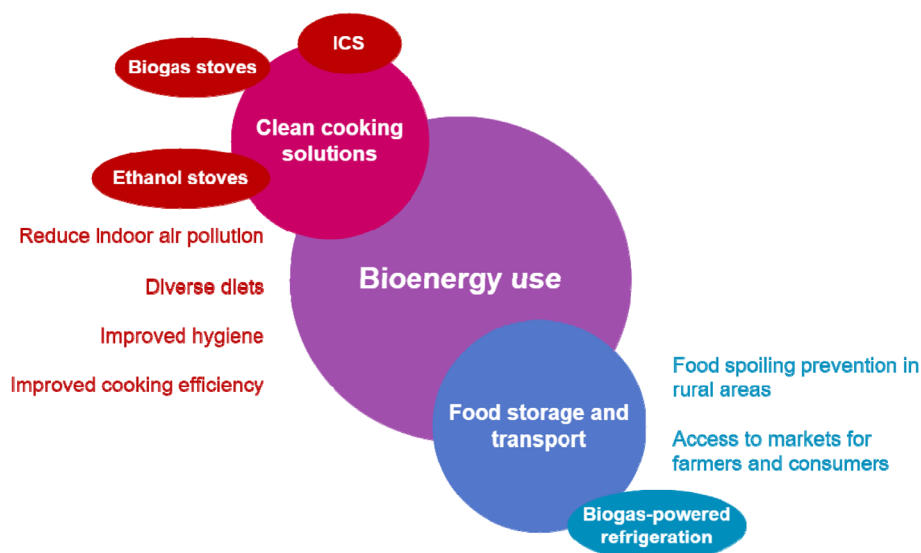 ICS
Biogas stoves
Clean cooking
solutions
Ethanol stoves
Reduce indoor air pollution
Diverse diets
Improved hygiene
Improved cooking efficiency
Bioenergy use
Food storage and
transport
Food spoiling prevention in
rural areas
Access to markets for
farmers and consumers
Biogas-powered
refrigeration